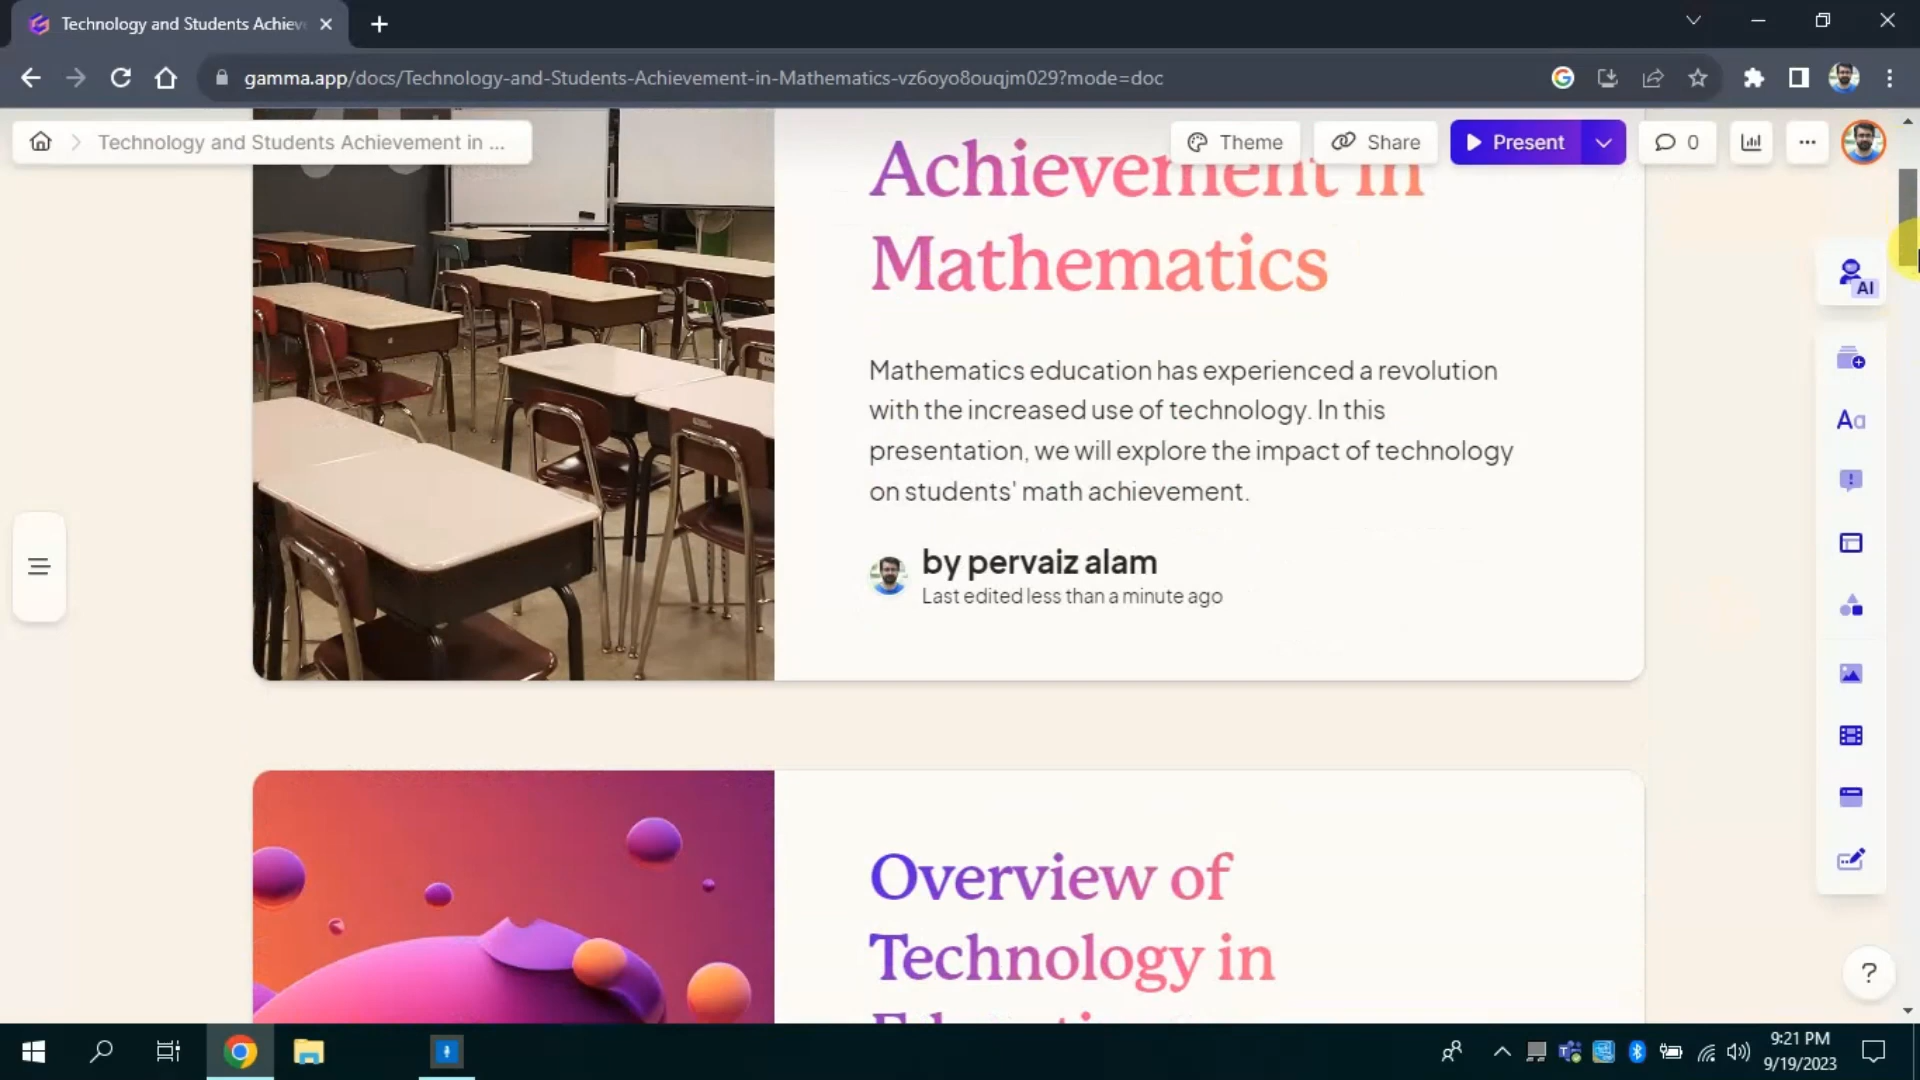 Technology and Students Achiev
gamma.app/docs/Technology-and-Students-Achievement-in-Mathematics-vz6oyo8ouqjm029?mode=doc
Technology and Students Achievement in ...
Theme
Share
Present
0
Achievement in
Mathematics
AI
Mathematics education has experienced a revolution
with the increased use of technology. In this
presentation, we will explore the impact of technology
on students' math achievement.
Aa
by pervaiz alam
Last edited less than a minute ago
Overview of
Technology in
?
9:21 PM
9/19/2023